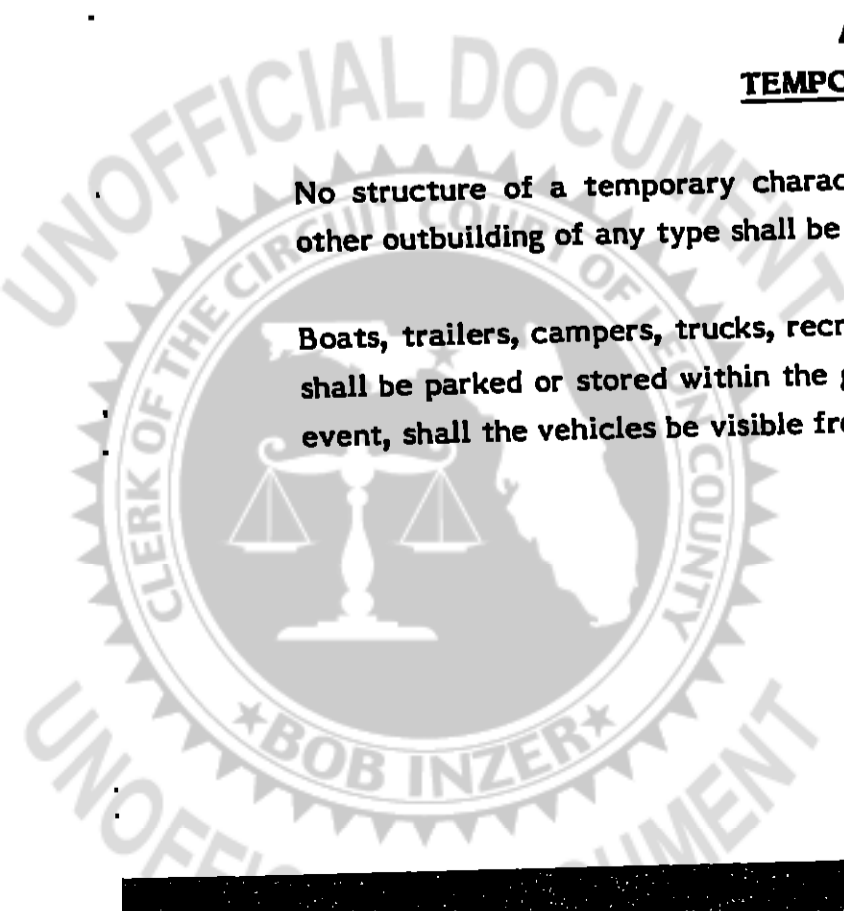 UNOFFICIAL DOCUMENT
TEMPO
No structure of a temporary charac
other outbuilding of any type shall be
Boats, trailers, campers, trucks, recr
shall be parked or stored within the
event, shall the vehicles be visible fr
CLERK OF THE CIRCUIT COURT OF LEON COUNTY
★BOB INZER★
UNOFFICIAL DOCUMENT